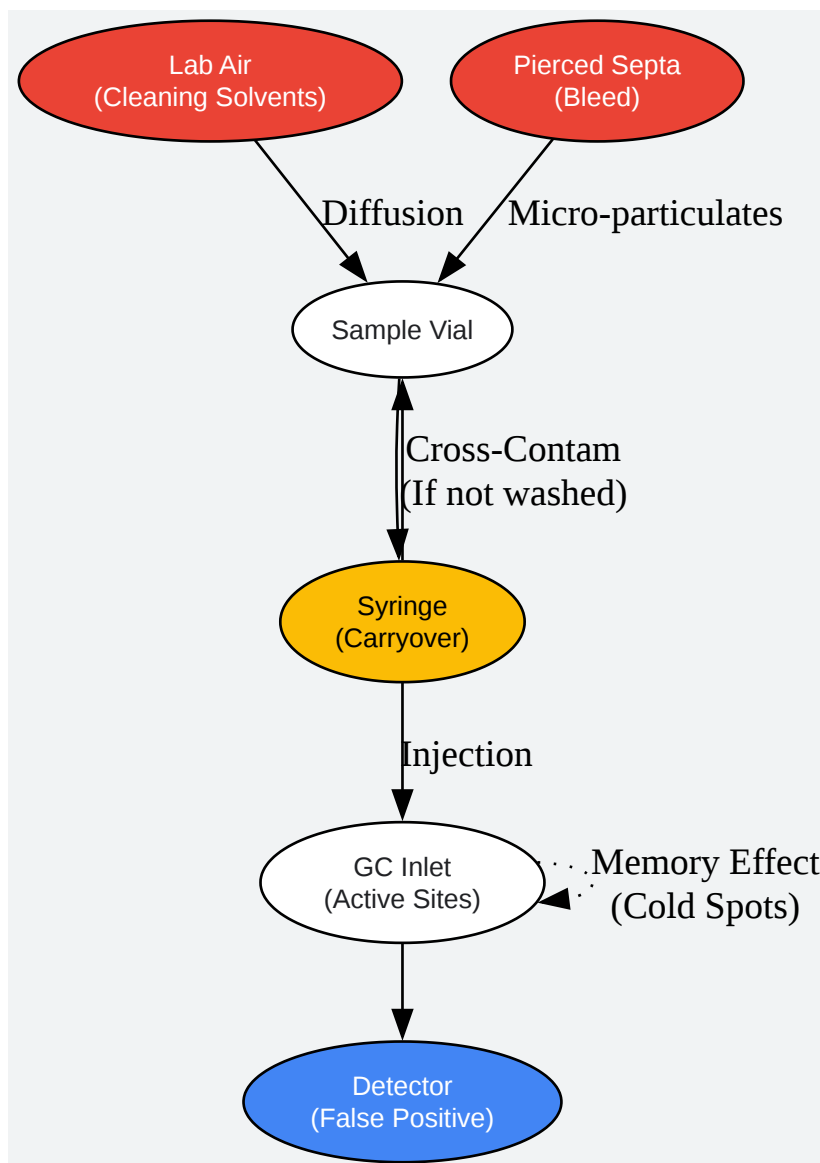 Lab Air
(Cleaning Solvents)
Pierced Septa
(Bleed)
Diffusion
Micro-particulates
Sample Vial
Cross-Contam
(If not washed)
Syringe
(Carryover)
Injection
GC Inlet
(Active Sites)
Memory Effect
(Cold Spots)
Detector
(False Positive)